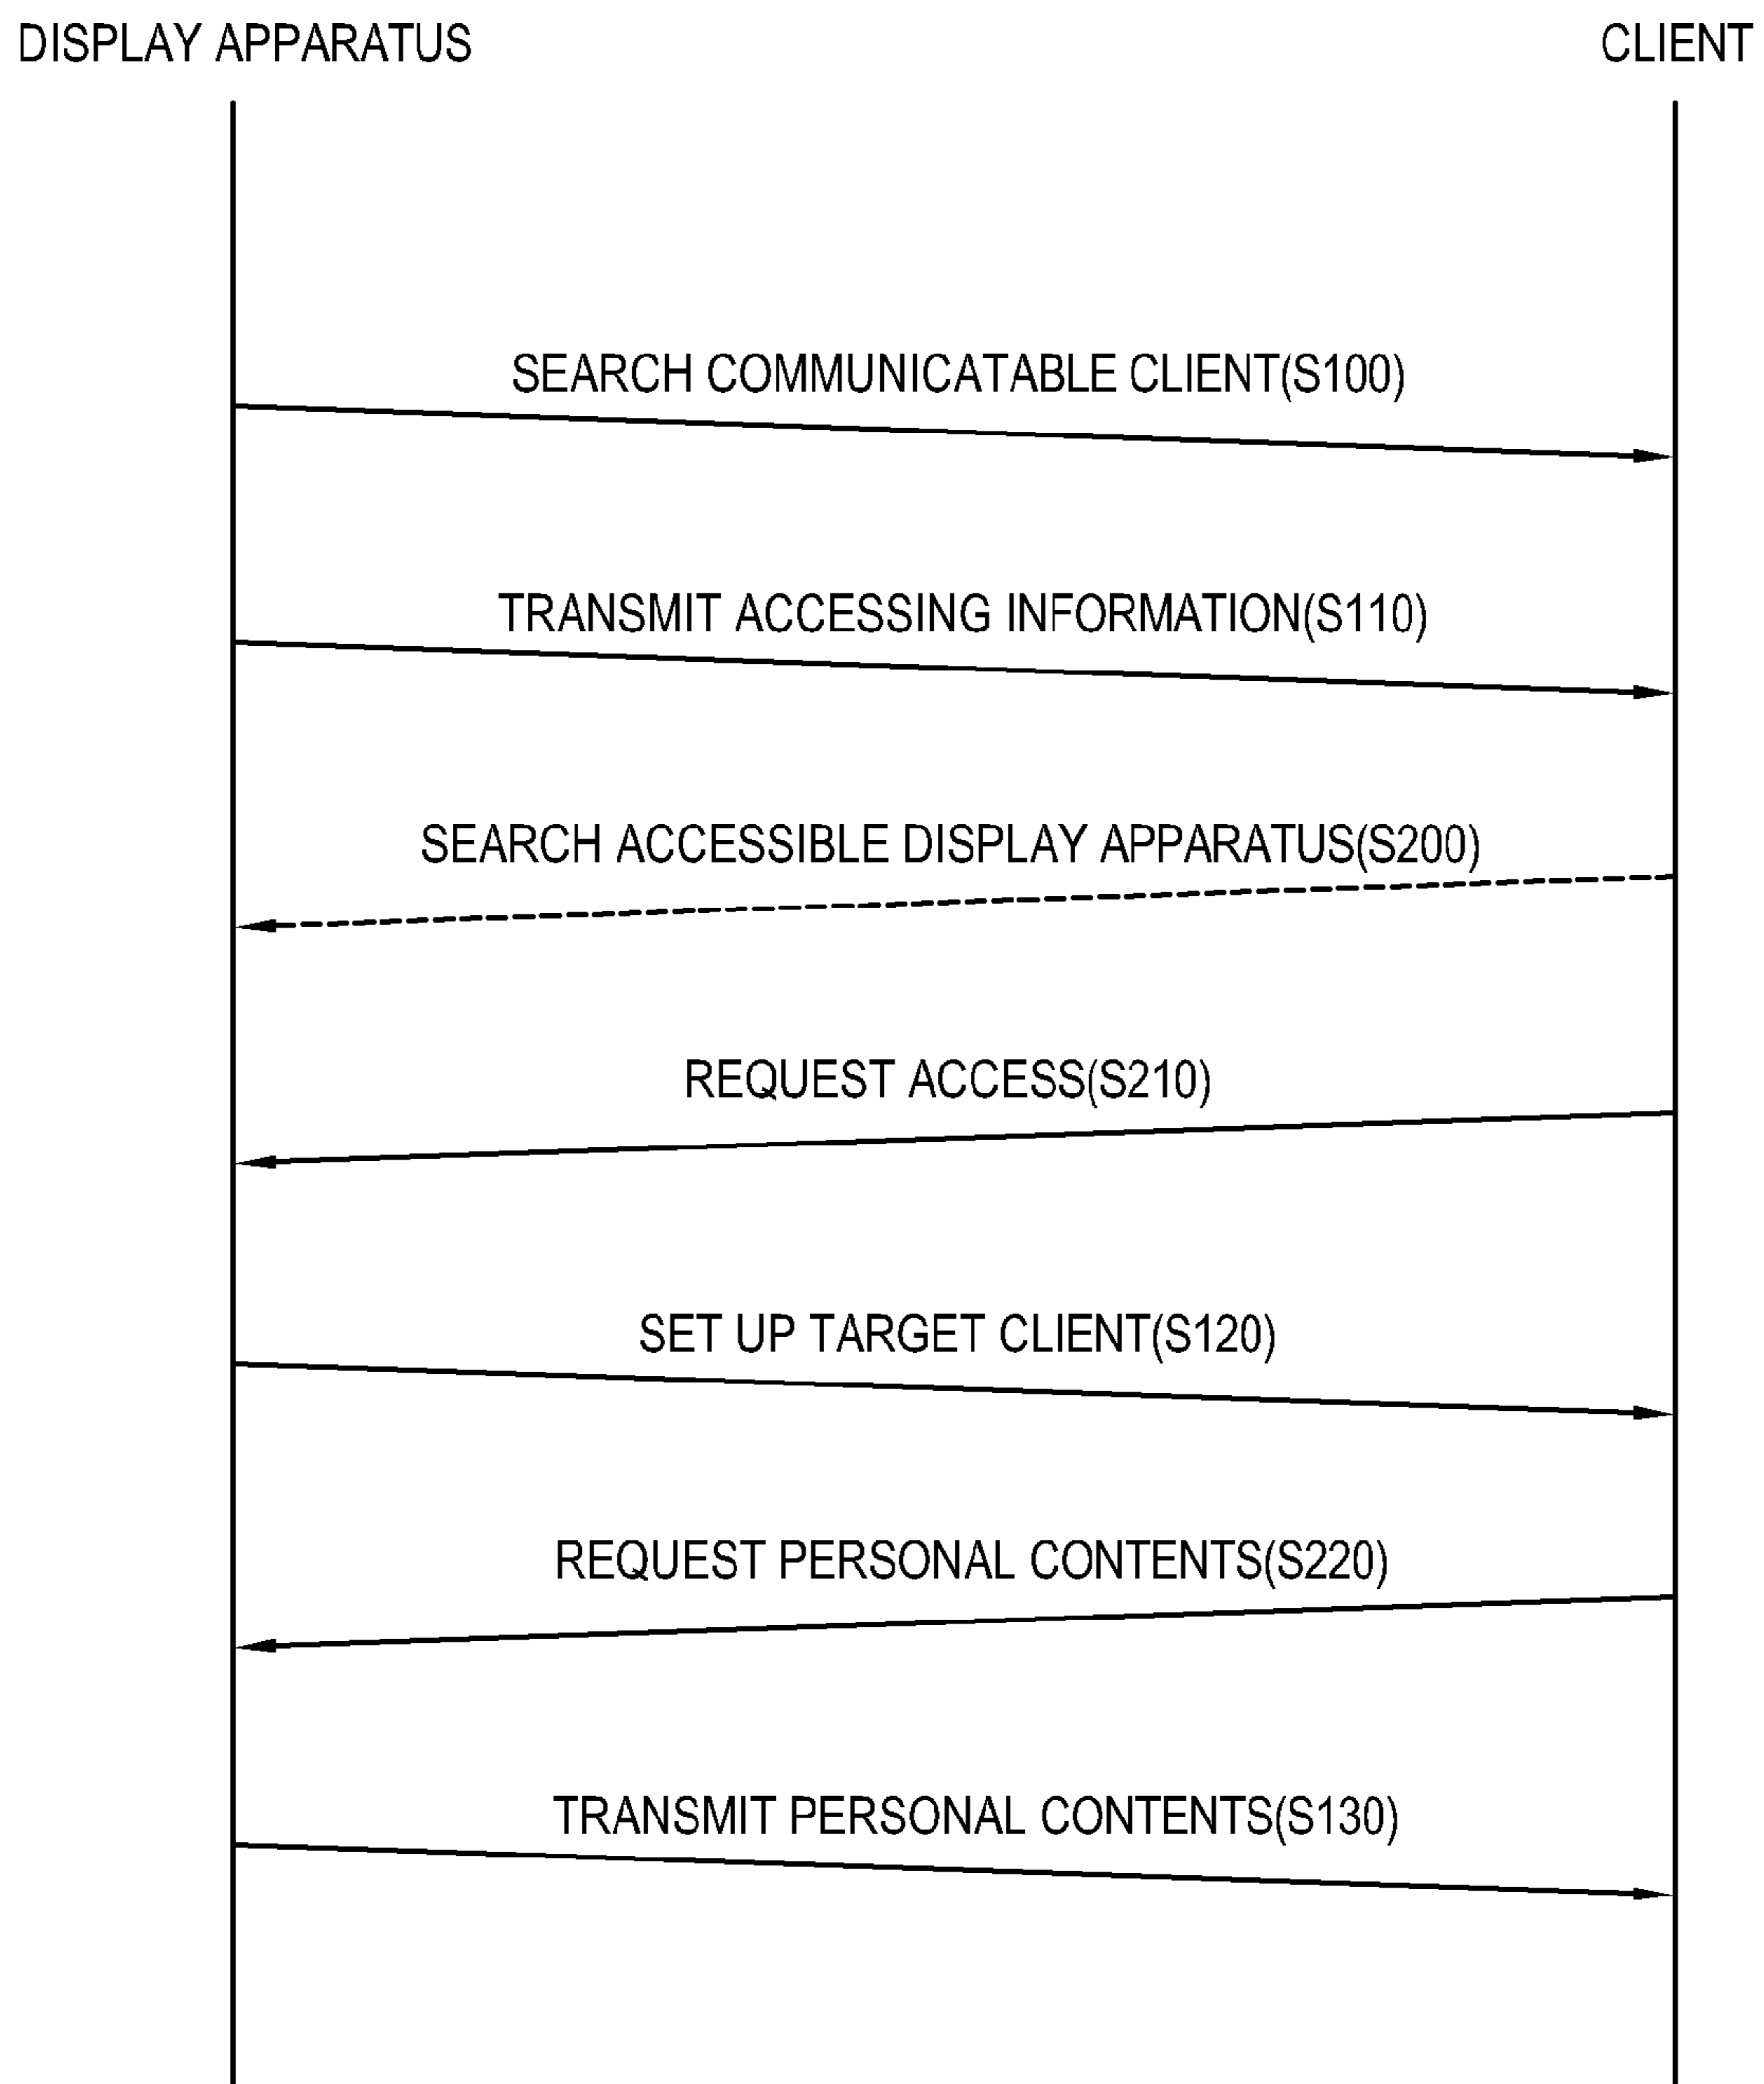 DISPLAY APPARATUS
CLIENT
SEARCH COMMUNICATABLE CLIENT(S100)
TRANSMIT ACCESSING INFORMATION(S110)
SEARCH ACCESSIBLE DISPLAY APPARATUS(S200)
REQUEST ACCESS(S210)
SET UP TARGET CLIENT(S120)
REQUEST PERSONAL CONTENTS(S220)
TRANSMIT PERSONAL CONTENTS(S130)